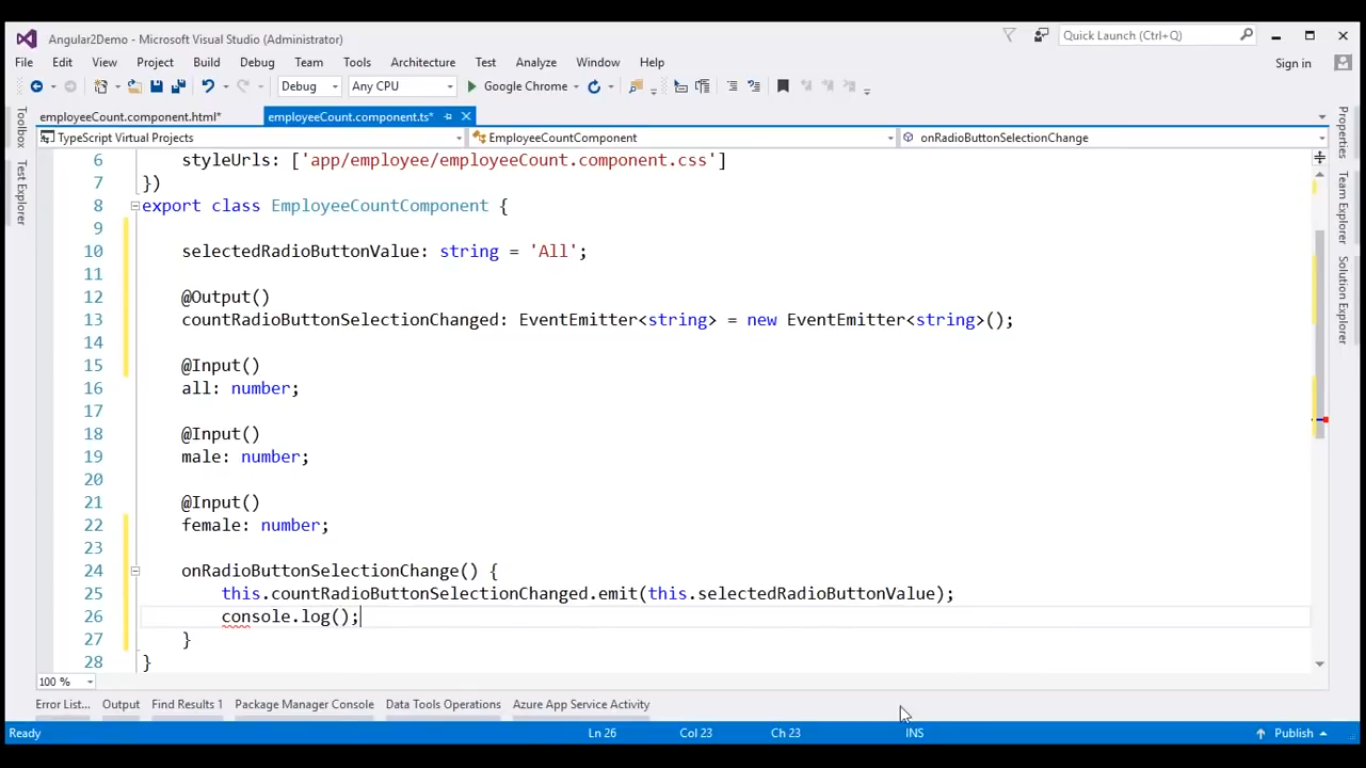 Angular2Demo - Microsoft Visual Studio (Administrator)
Quick Launch (Ctrl+Q)
File Edit View Project Build Debug Team Tools Architecture Test Analyze Window Help
Sign in
Debug Any CPU Google Chrome
employeeCount.component.html* employeeCount.component.ts*
TypeScript Virtual Projects EmployeeCountComponent onRadioButtonSelectionChange
Toolbox
Test Explorer
6 styleUrls: ['app/employee/employeeCount.component.css']
7 })
8 export class EmployeeCountComponent {
9
10 selectedRadioButtonValue: string = 'All';
11
12 @Output()
13 countRadioButtonSelectionChanged: EventEmitter<string> = new EventEmitter<string>();
14
15 @Input()
16 all: number;
17
18 @Input()
19 male: number;
20
21 @Input()
22 female: number;
23
24 onRadioButtonSelectionChange() {
25 this.countRadioButtonSelectionChanged.emit(this.selectedRadioButtonValue);
26 console.log();
27 }
28 }
Properties
Team Explorer
Solution Explorer
100 %
Error List... Output Find Results 1 Package Manager Console Data Tools Operations Azure App Service Activity
Ready Ln 26 Col 23 Ch 23 INS Publish